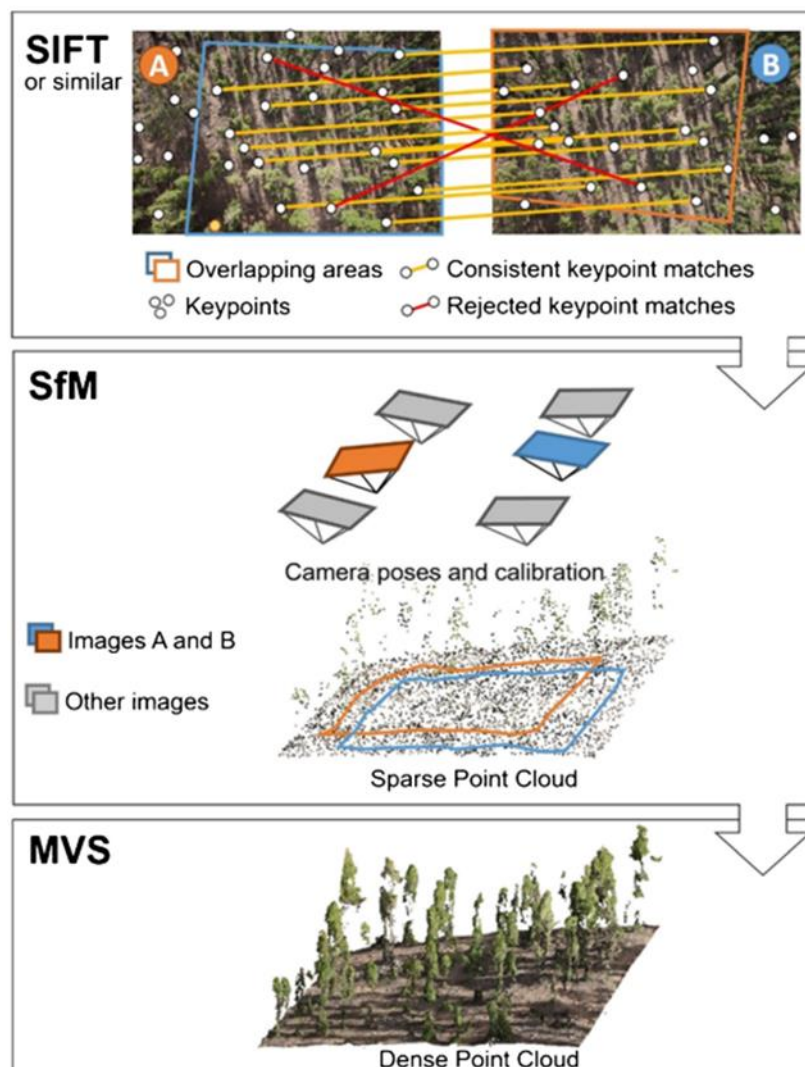 SIFT
or similar
A
B
Overlapping areas
Consistent keypoint matches
Keypoints
Rejected keypoint matches
SfM
Camera poses and calibration
Images A and B
Other images
Sparse Point Cloud
MVS
Dense Point Cloud